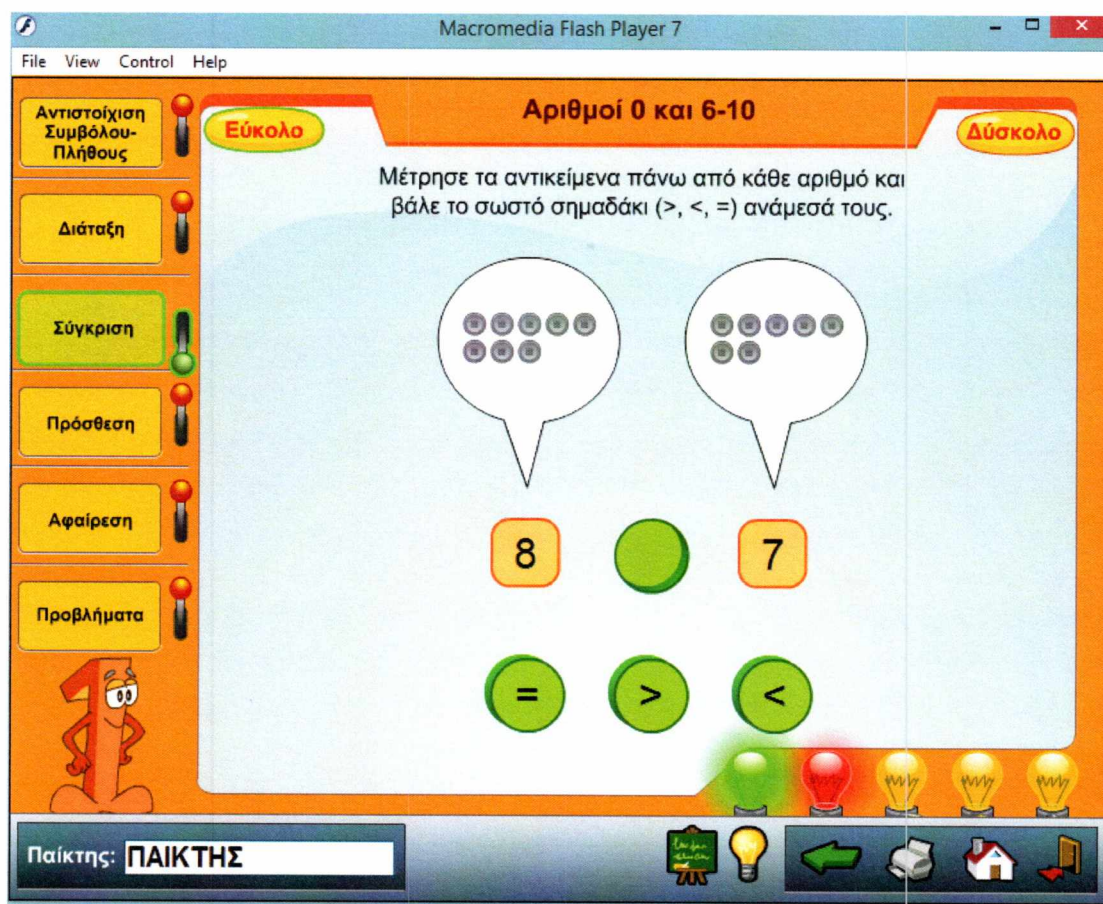 Macromedia Flash Player 7
File View Control Help
Αντιστοίχιση
Συμβόλου-
Πλήθους
Διάταξη
Σύγκριση
Πρόσθεση
Αφαίρεση
Προβλήματα
Εύκολο
Αριθμοί 0 και 6-10
Δύσκολο
Μέτρησε τα αντικείμενα πάνω από κάθε αριθμό και
βάλε το σωστό σημαδάκι (>, <, =) ανάμεσά τους.
8 7
= > <
Παίκτης: ΠΑΙΚΤΗΣ